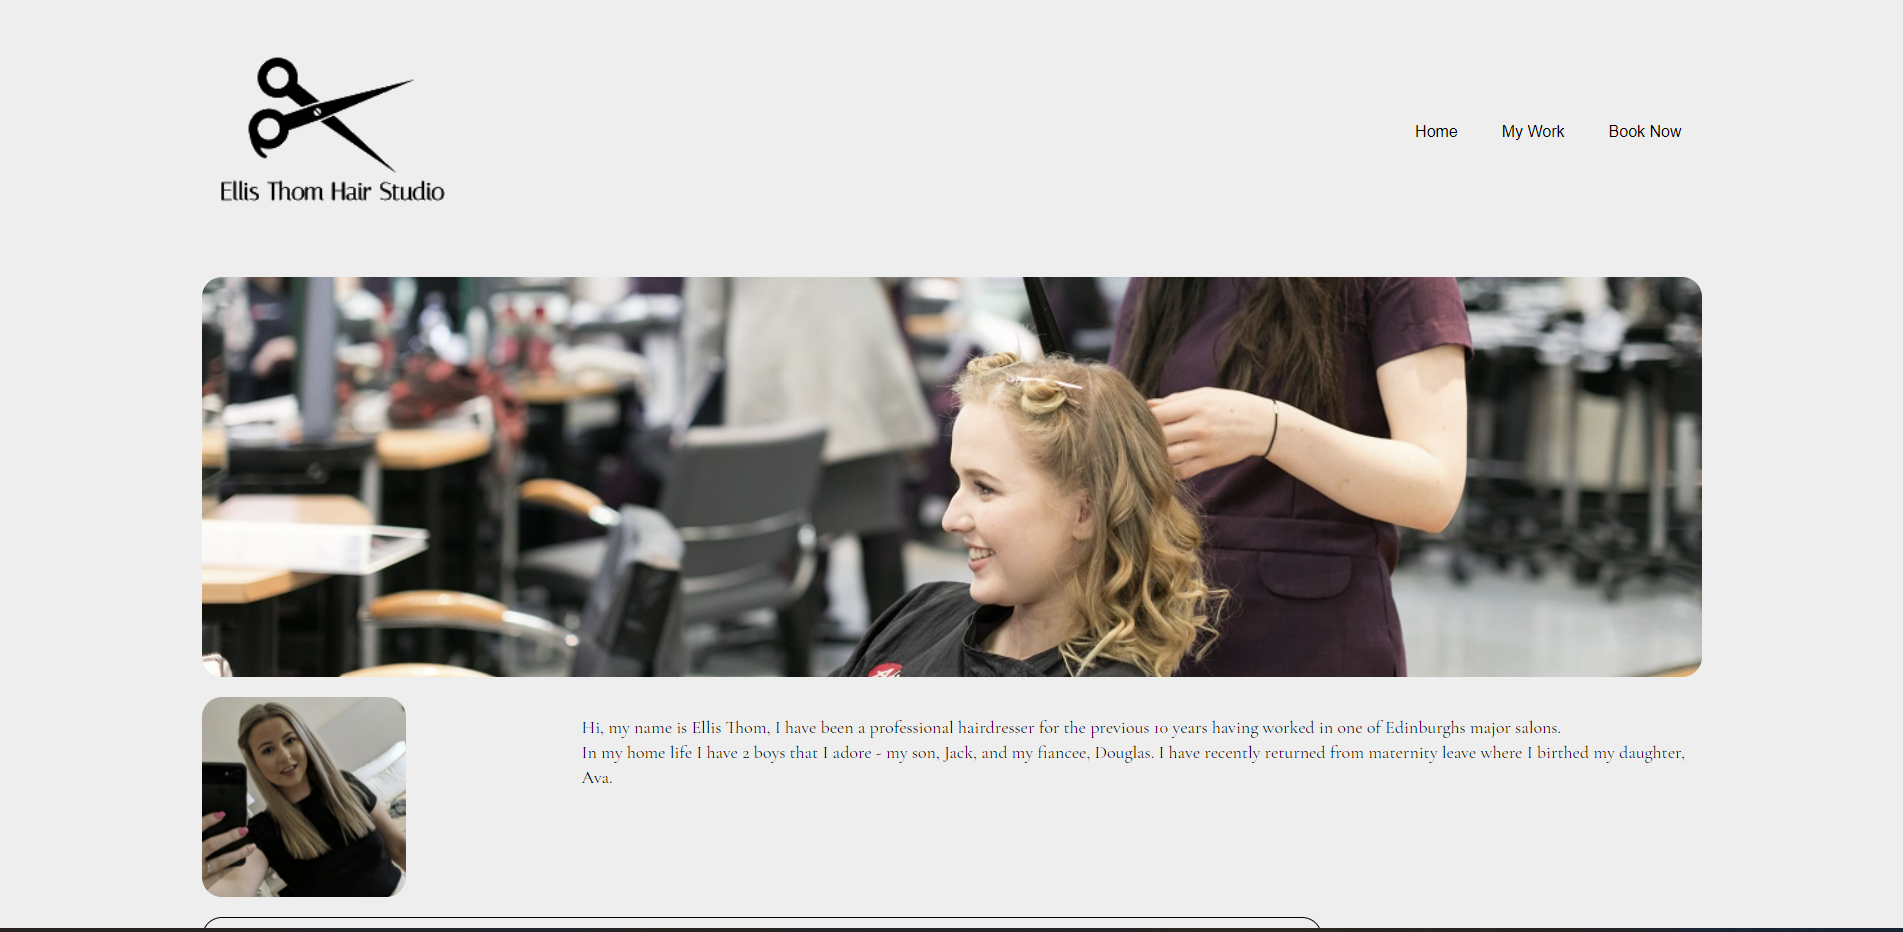 Ellis Thom Hair Studio
Home
My Work
Book Now
Hi, my name is Ellis Thom, I have been a professional hairdresser for the previous 10 years having worked in one of Edinburghs major salons.
In my home life I have 2 boys that I adore - my son, Jack, and my fiancee, Douglas. I have recently returned from maternity leave where I birthed my daughter,
Ava.